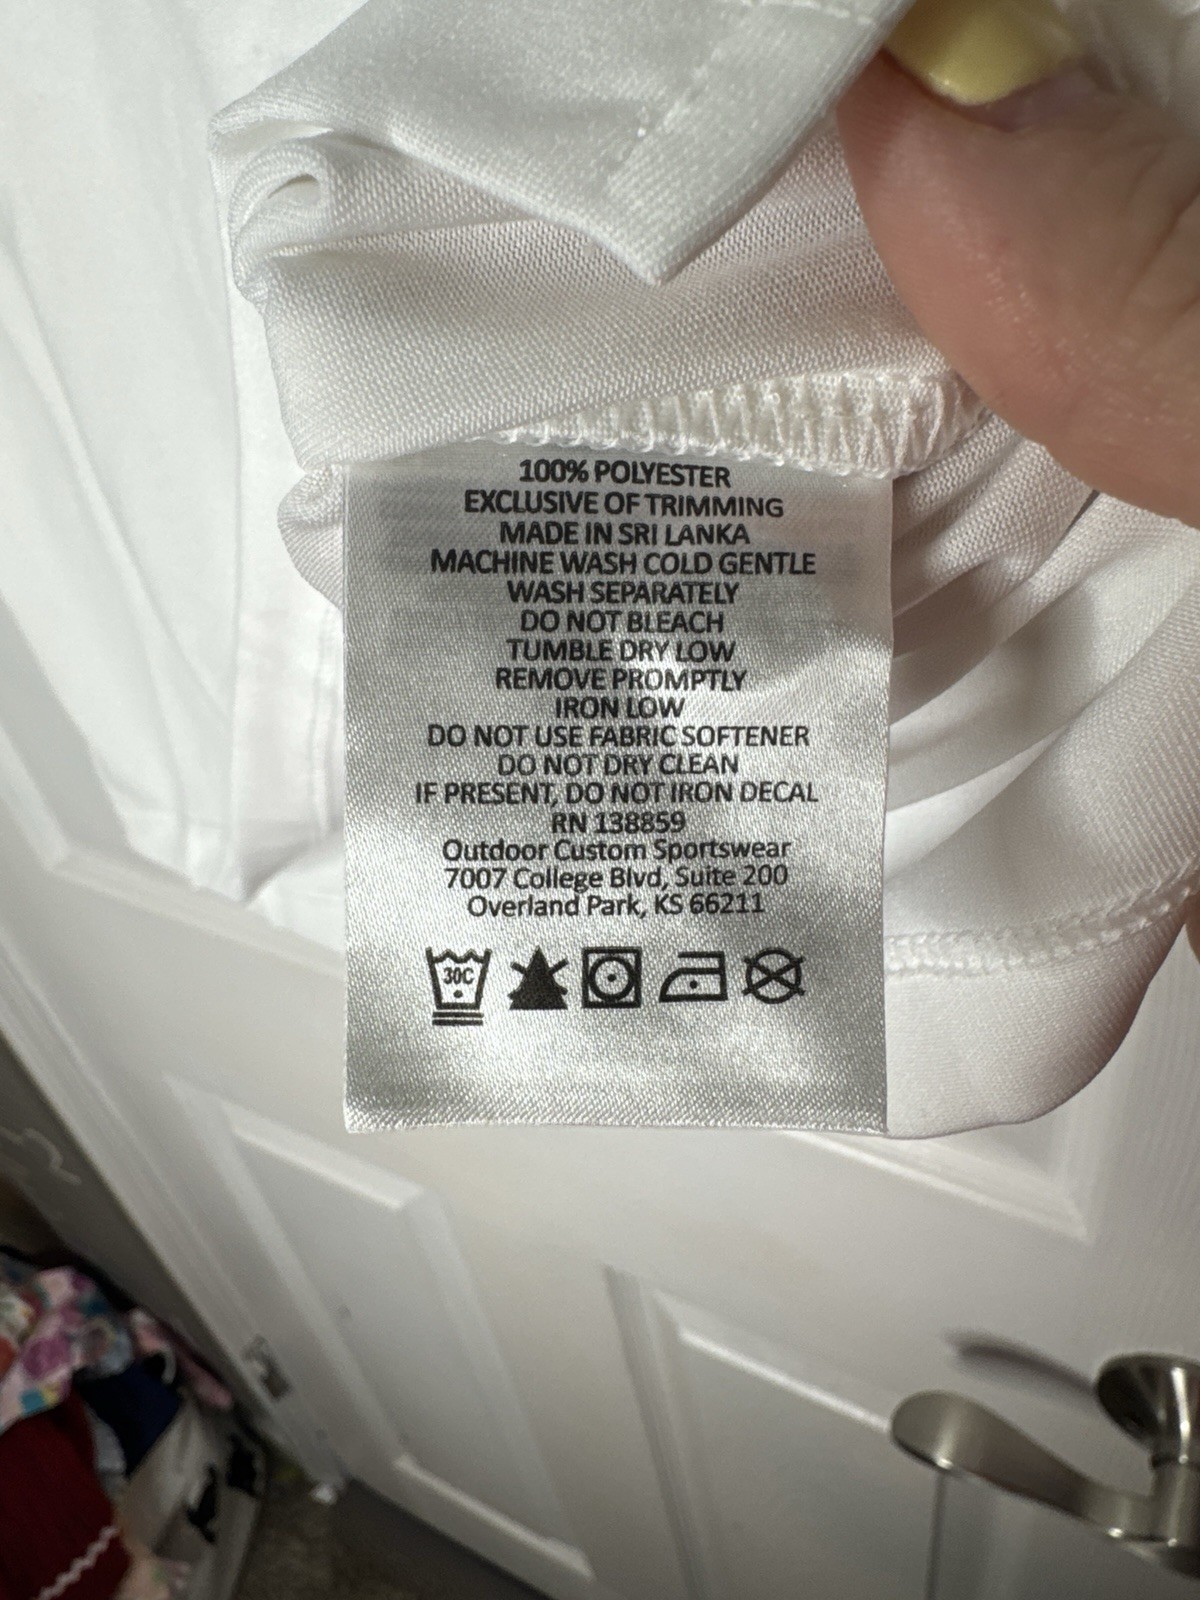 100% POLYESTER
EXCLUSIVE OF TRIMMING
MADE IN SRI LANKA
MACHINE WASH COLD GENTLE
WASH SEPARATELY
DO NOT BLEACH
TUMBLE DRY LOW
REMOVE PROMPTLY
IRON LOW
DO NOT USE FABRIC SOFTENER
DO NOT DRY CLEAN
IF PRESENT, DO NOT IRON DECAL
RN 138859
Outdoor Custom Sportswear
7007 College Blvd, Suite 200
Overland Park, KS 66211
30C